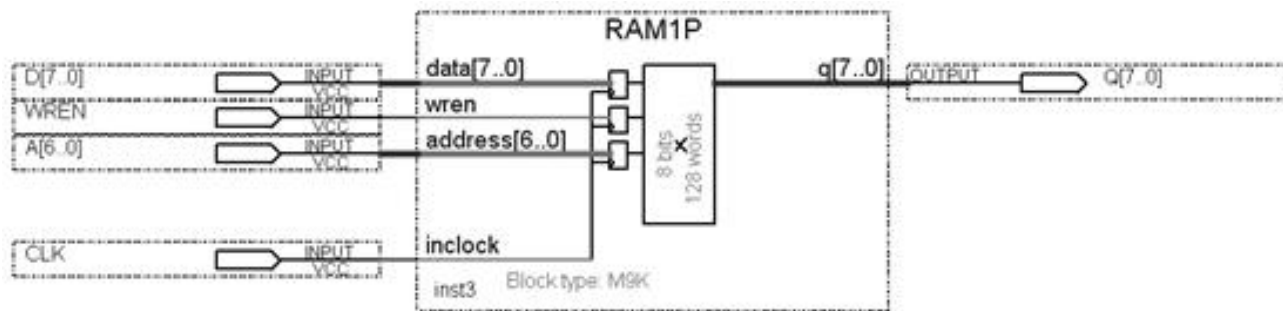 RAM1P
D[7..0] INPUT VCC data[7..0] q[7..0] OUTPUT Q[7..0]
WREN INPUT VCC wren
A[6..0] INPUT VCC address[6..0]
8 bits
x
128 words
CLK INPUT VCC inclock
inst3 Block type: M9K